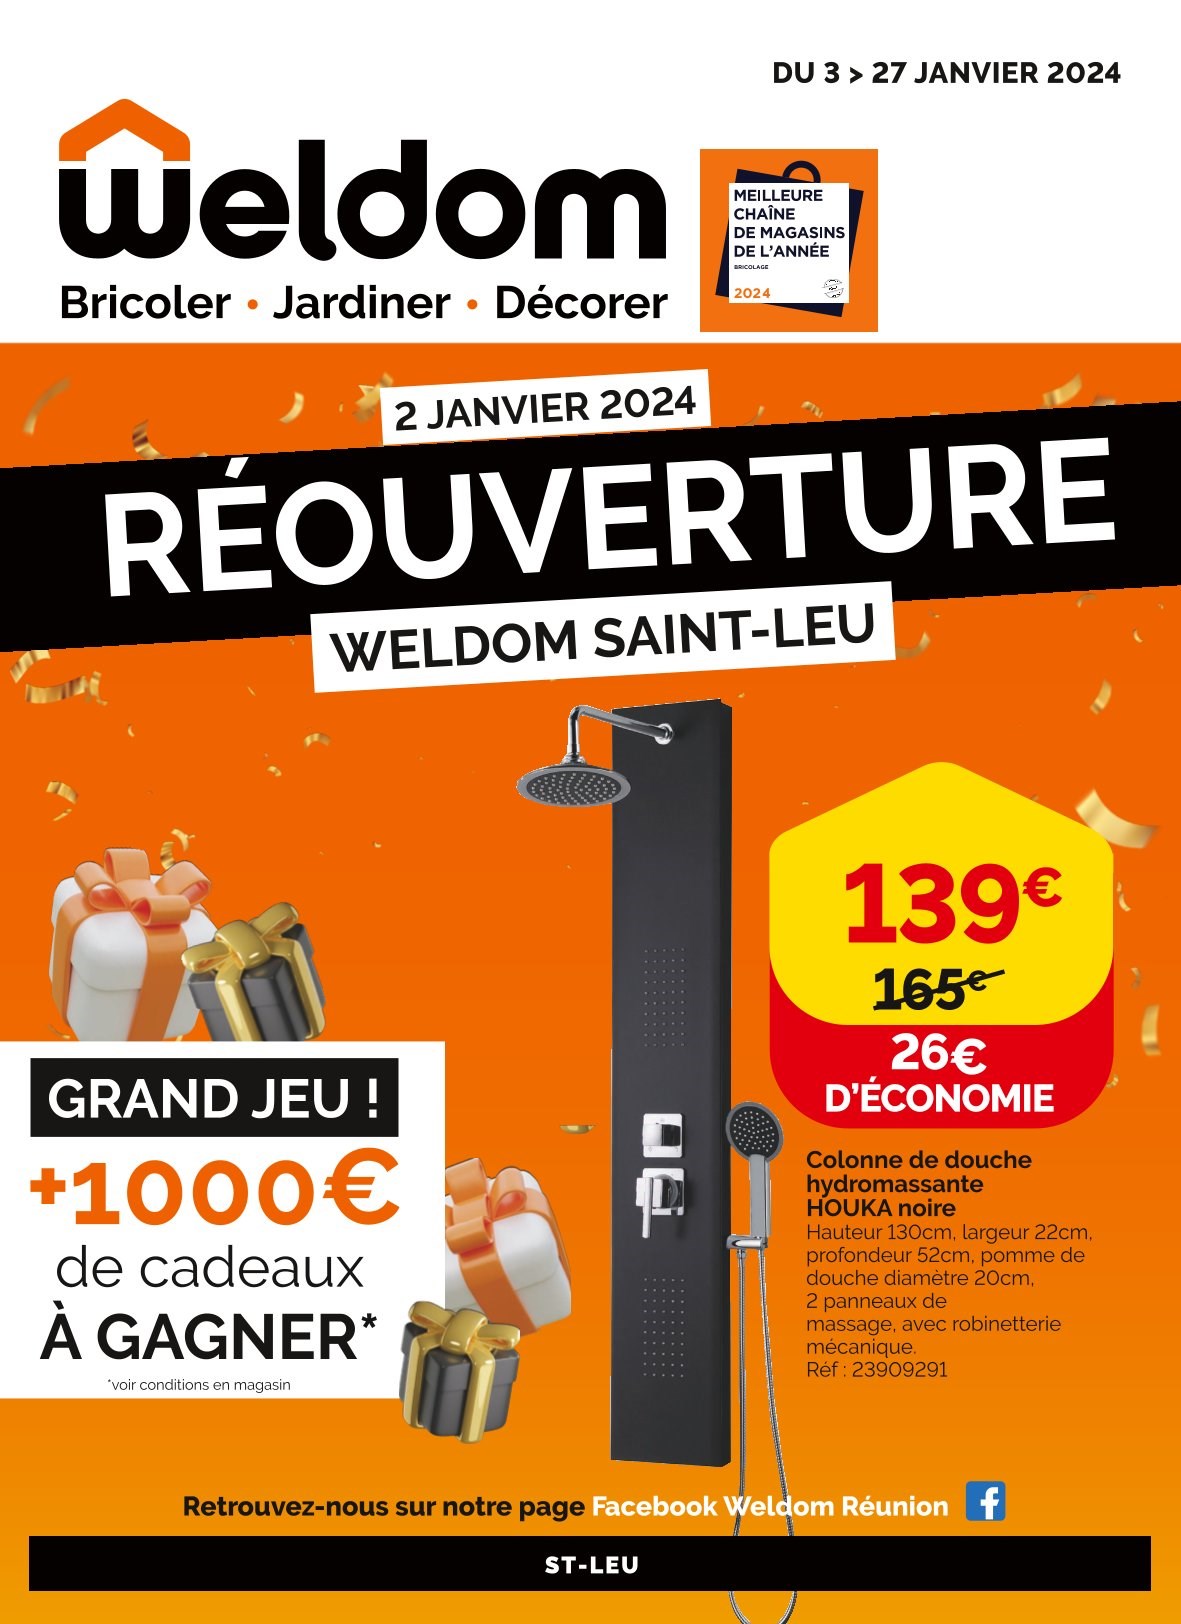 DU 3 > 27 JANVIER 2024
weldom
Bricoler • Jardiner • Décorer
MEILLEURE
CHAÎNE
DE MAGASINS
DE L'ANNÉE
BRICOLAGE
2024
2 JANVIER 2024
RÉOUVERTURE
WELDOM SAINT-LEU
139€
165€
26€
D'ÉCONOMIE
GRAND JEU !
+1000€
de cadeaux
À GAGNER*
*voir conditions en magasin
Colonne de douche
hydromassante
HOUKA noire
Hauteur 130cm, largeur 22cm,
profondeur 52cm, pomme de
douche diamètre 20cm,
2 panneaux de
massage, avec robinetterie
mécanique.
Réf : 23909291
Retrouvez-nous sur notre page Facebook Weldom Réunion
ST-LEU